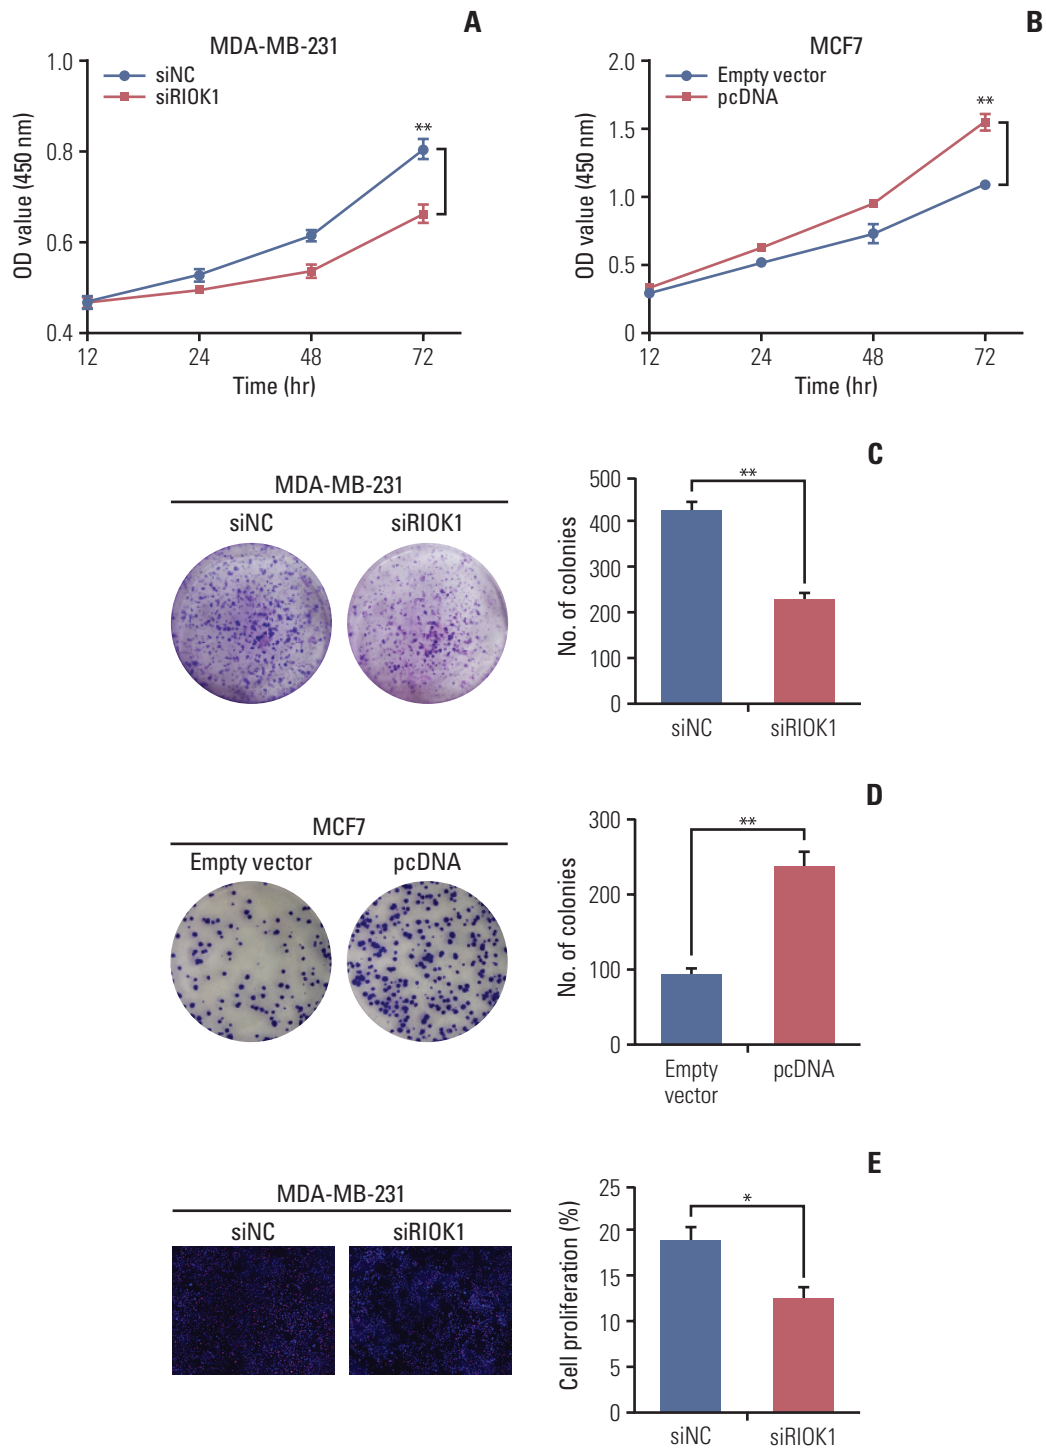 A
MDA-MB-231
siNC
siRIOK1
**
OD value (450 nm)
1.0
0.8
0.6
0.4
12 24 48 72
Time (hr)
B
MCF7
Empty vector
pcDNA
**
OD value (450 nm)
2.0
1.5
1.0
0.5
0
12 24 48 72
Time (hr)
C
MDA-MB-231
siNC siRIOK1
**
No. of colonies
500
400
300
200
100
0
siNC siRIOK1
D
MCF7
Empty vector pcDNA
**
No. of colonies
300
200
100
0
Empty
vector
pcDNA
E
MDA-MB-231
siNC siRIOK1
*
Cell proliferation (%)
25
20
15
10
5
0
siNC siRIOK1